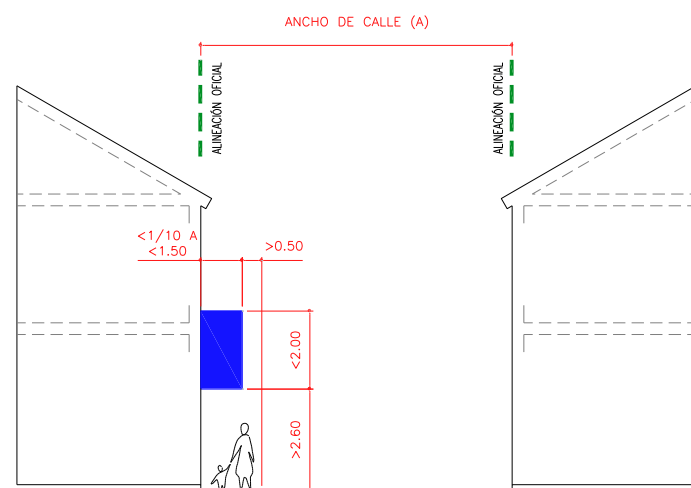 ANCHO DE CALLE (A)
ALINEACIÓN OFICIAL
ALINEACIÓN OFICIAL
<1/10 A
<1.50
>0.50
<2.00
>2.60